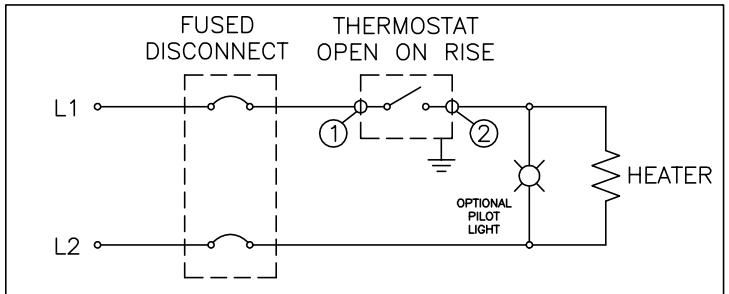 FUSED
DISCONNECT
THERMOSTAT
OPEN ON RISE
L1
1
2
HEATER
OPTIONAL
PILOT
LIGHT
L2